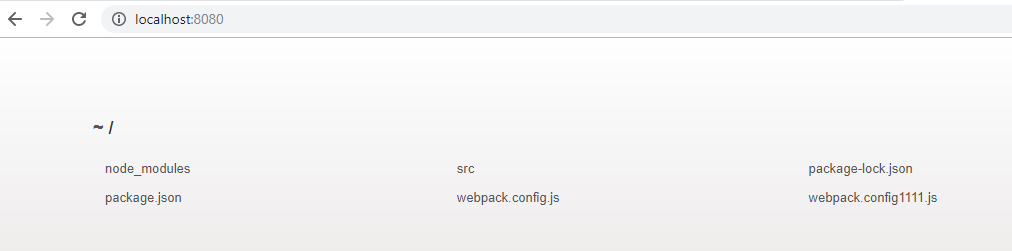 localhost:8080
~ /
node_modules src package-lock.json
package.json webpack.config.js webpack.config1111.js